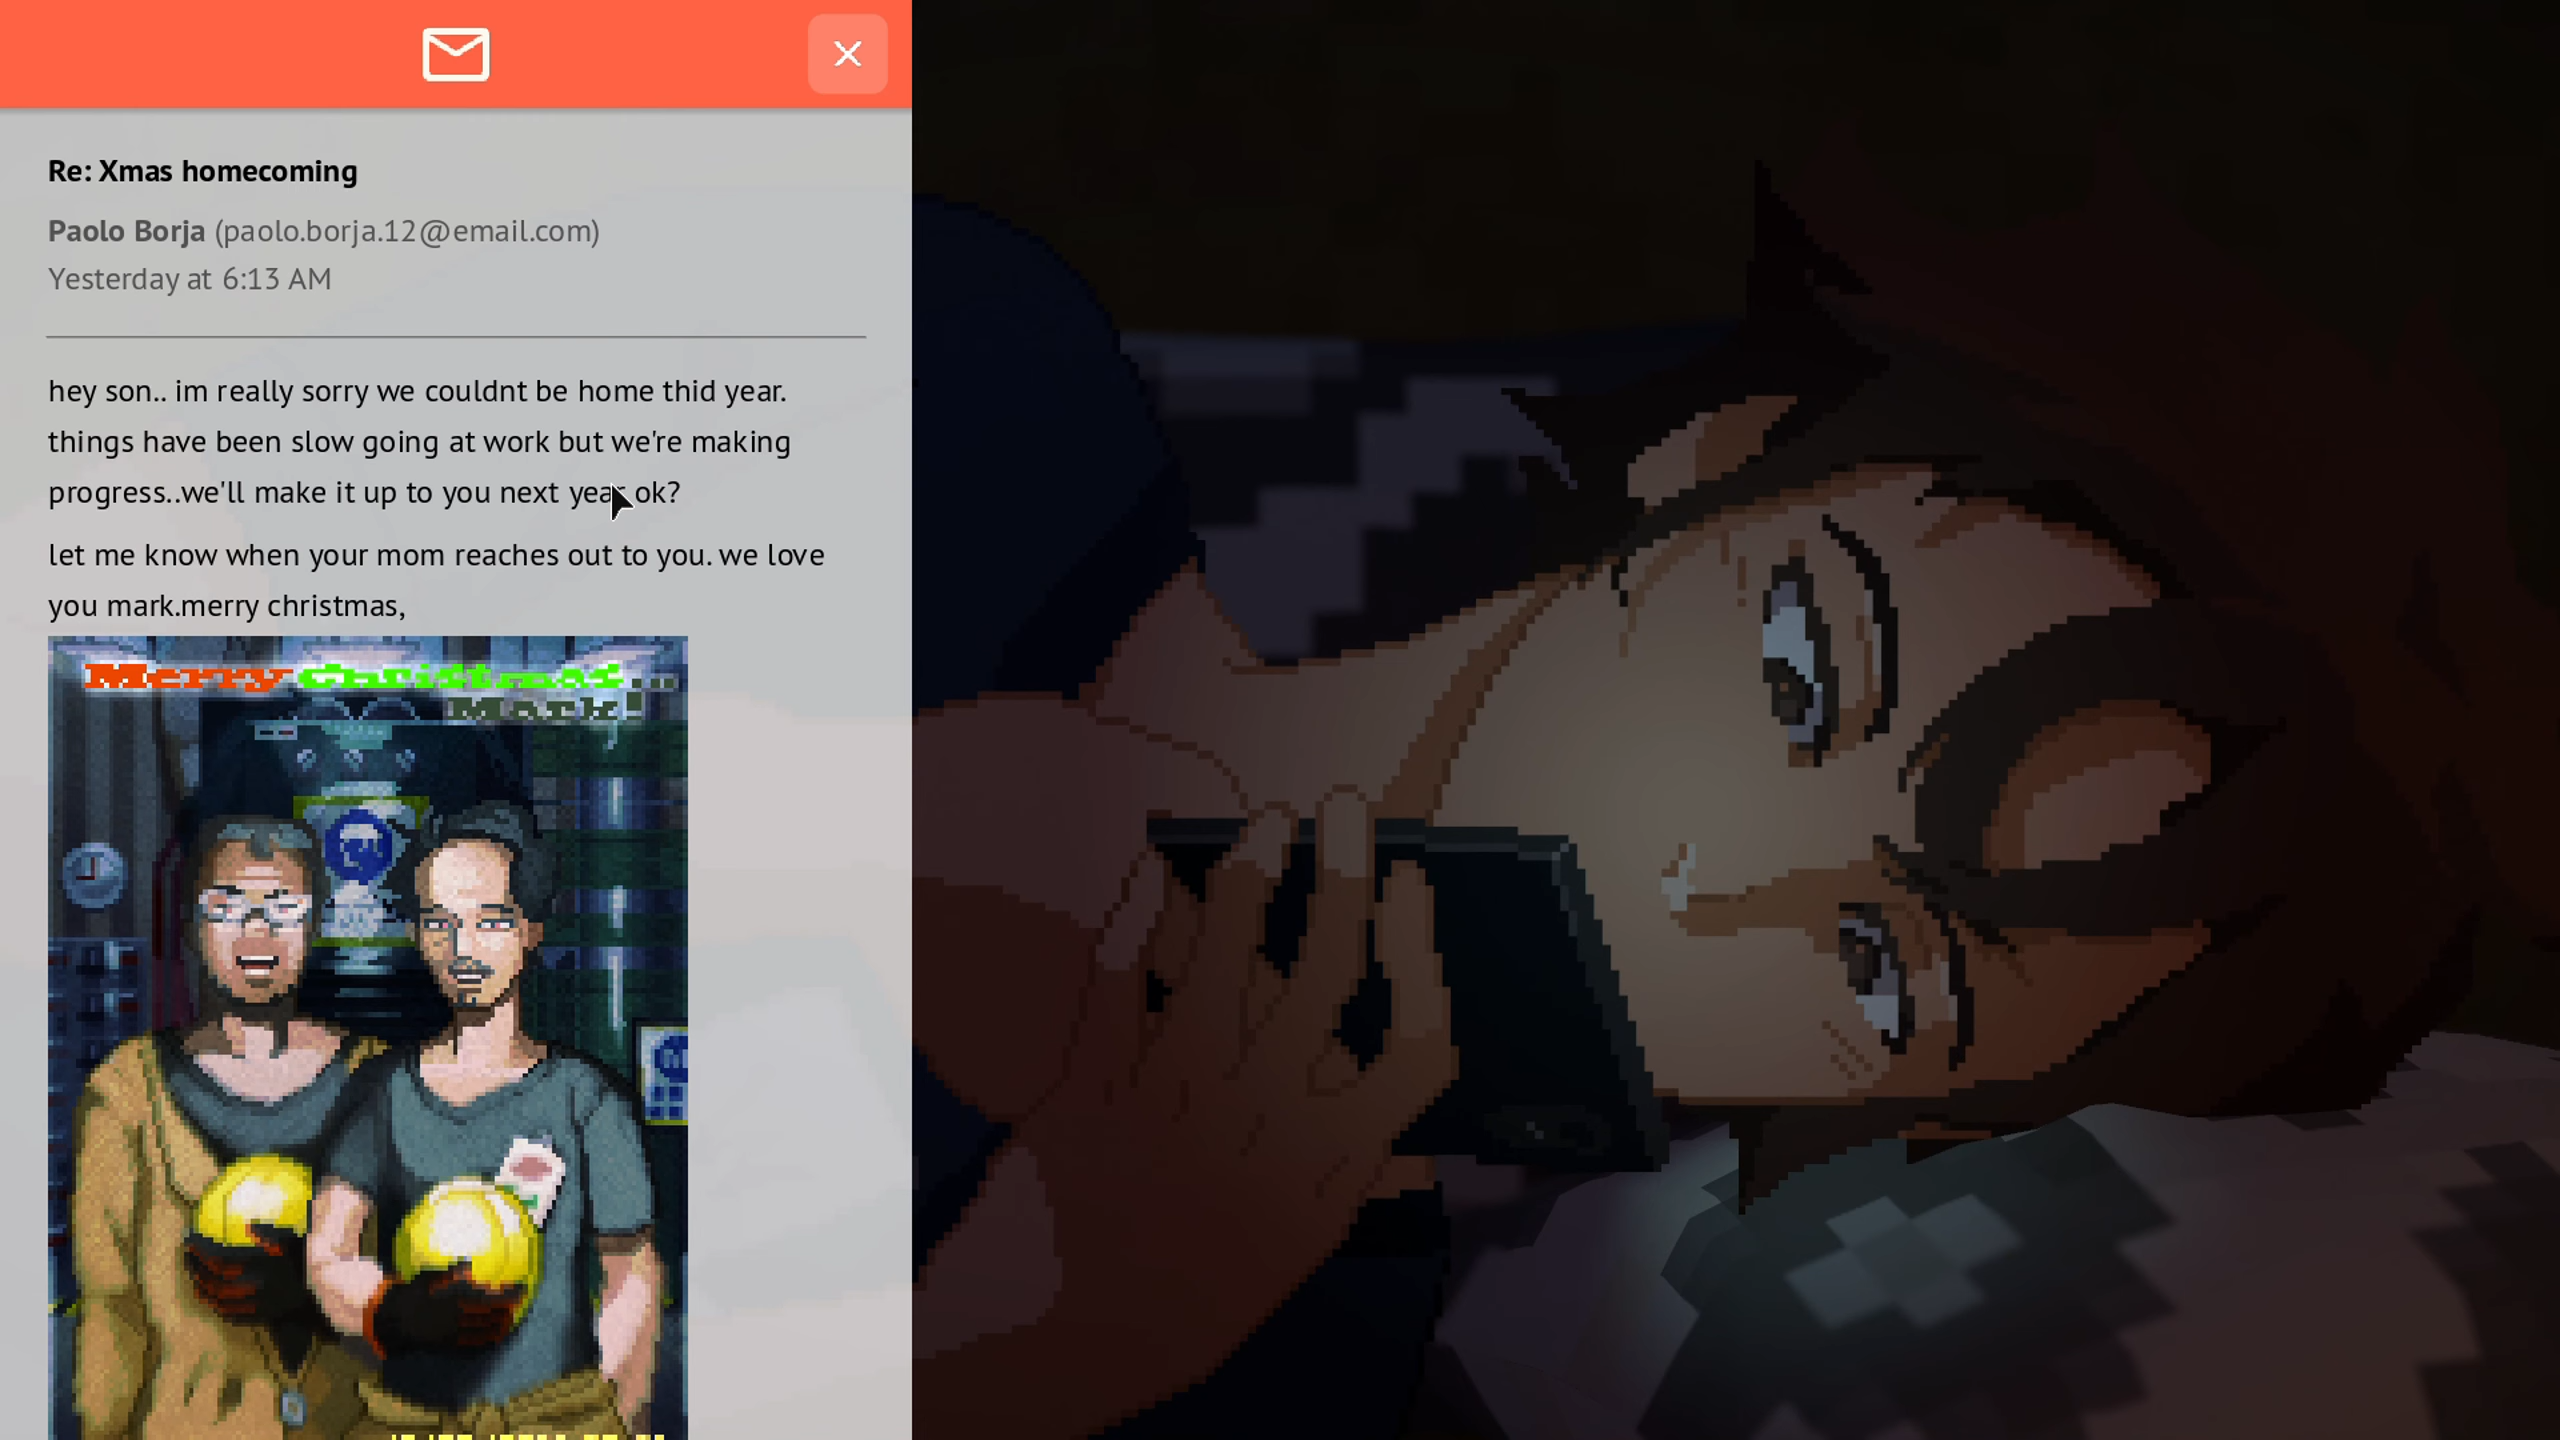 Re: Xmas homecoming
Paolo Borja (paolo.borja.12@email.com)
Yesterday at 6:13 AM
hey son.. im really sorry we couldnt be home thid year.
things have been slow going at work but we're making
progress..we'll make it up to you next year ok?
let me know when your mom reaches out to you. we love
you mark.merry christmas,
Merry Christmas...
Mark!